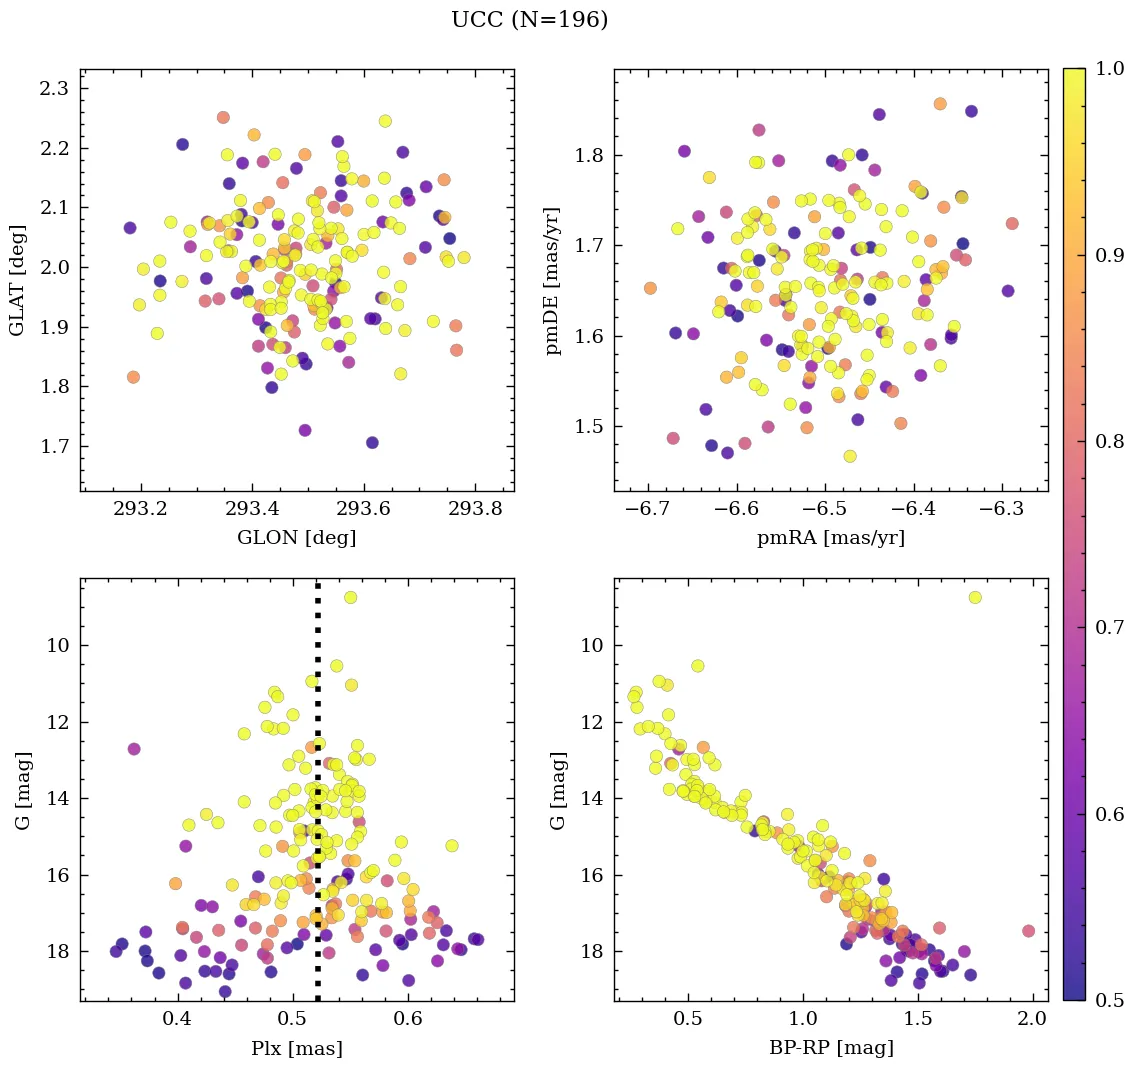 UCC (N=196)
2.3
2.2
2.1
2.0
1.9
1.8
1.7
GLAT [deg]
293.2 293.4 293.6 293.8
GLON [deg]
1.8
1.7
1.6
1.5
pmDE [mas/yr]
−6.7 −6.6 −6.5 −6.4 −6.3
pmRA [mas/yr]
10
12
14
16
18
G [mag]
0.4 0.5 0.6
Plx [mas]
10
12
14
16
18
G [mag]
0.5 1.0 1.5 2.0
BP-RP [mag]
1.0
0.9
0.8
0.7
0.6
0.5